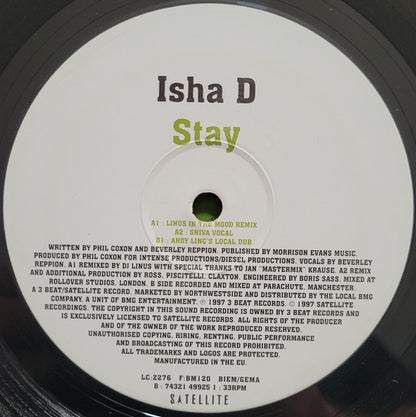 Isha D
Stay
A1 : LINUS IN THE MOOD REMIX
A2 : SHIVA VOCAL
B1 : ANDY LING'S LOCAL DUB
WRITTEN BY PHIL COXON AND BEVERLEY REPPION. PUBLISHED BY MORRISON EVANS MUSIC.
PRODUCED BY PHIL COXON FOR INTENSE PRODUCTIONS/DIESEL PRODUCTIONS. VOCALS BY BEVERLEY
REPPION. A1 REMIXED BY DJ LINUS WITH SPECIAL THANKS TO JAN "MASTERMIX" KRAUSE. A2 REMIX
AND ADDITIONAL PRODUCTION BY ROSS. PISCITELLI. CLAXTON. ENGINEERED BY BORIS SASS. MIXED AT
ROLLOVER STUDIOS. LONDON. B SIDE RECORDED AND MIXED AT PARACHUTE. MANCHESTER.
A 3 BEAT/SATELLITE RECORD. MARKETED BY NORTHWESTSIDE AND DISTRIBUTED BY THE LOCAL BMG
COMPANY. A UNIT OF BMG ENTERTAINMENT. ℗ 1997 3 BEAT RECORDS. © 1997 SATELLITE
RECORDINGS. THE COPYRIGHT IN THIS SOUND RECORDING IS OWNED BY 3 BEAT RECORDS AND
IS EXCLUSIVELY LICENSED TO SATELLITE RECORDS. ALL RIGHTS OF THE PRODUCER
AND OF THE OWNER OF THE WORK REPRODUCED RESERVED.
UNAUTHORISED COPYING, HIRING, RENTING, PUBLIC PERFORMANCE
AND BROADCASTING OF THIS RECORD PROHIBITED.
ALL TRADEMARKS AND LOGOS ARE PROTECTED.
MANUFACTURED IN THE EU.
LC:2276 F:BM120 BIEM/GEMA
B : 74321 49925 1 : 33RPM
SATELLITE